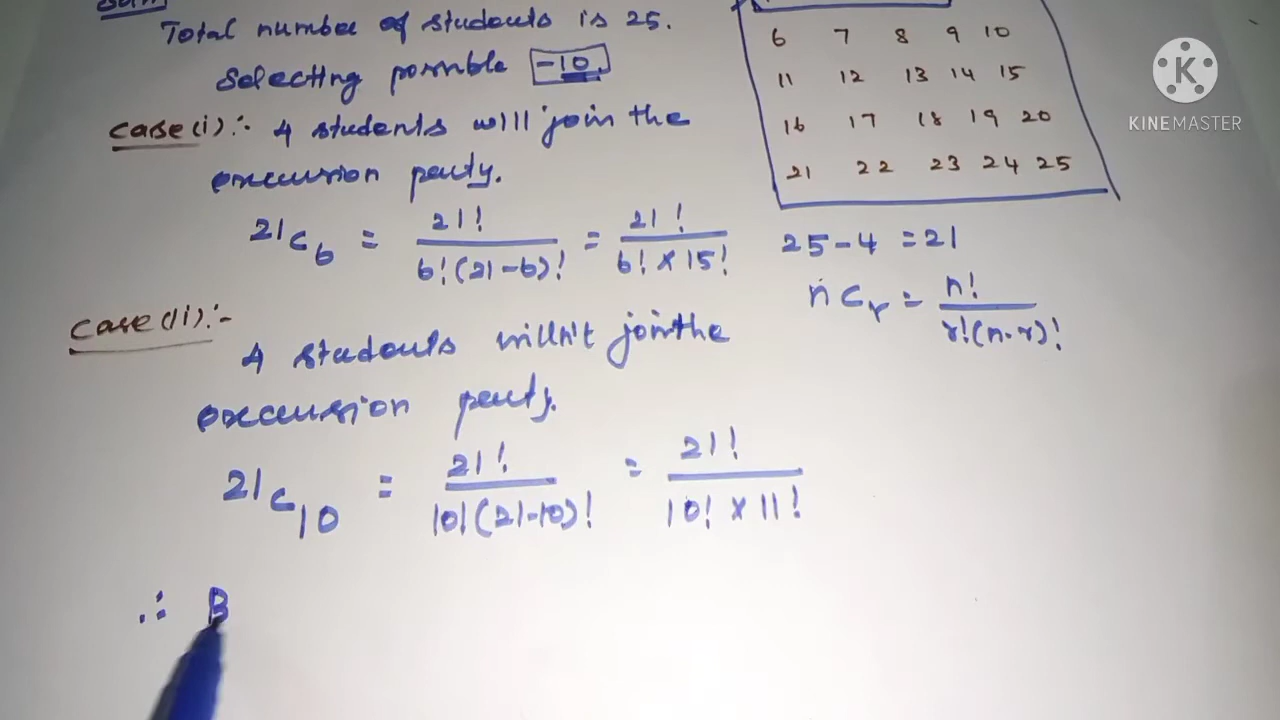 Soln
Total number of students is 25.
Selecting possible -10.
Case(i):- 4 students will join the
excursion party.
21C6 = 21!/6!(21-6)! = 21!/6! × 15!
Case(ii):-
4 students willn't join the
excursion party.
21C10 = 21!/10!(21-10)! = 21!/10! × 11!
∴ B
6 7 8 9 10
11 12 13 14 15
16 17 18 19 20
21 22 23 24 25
25-4 = 21
nCr = n!/r!(n-r)!
K
KINEMASTER